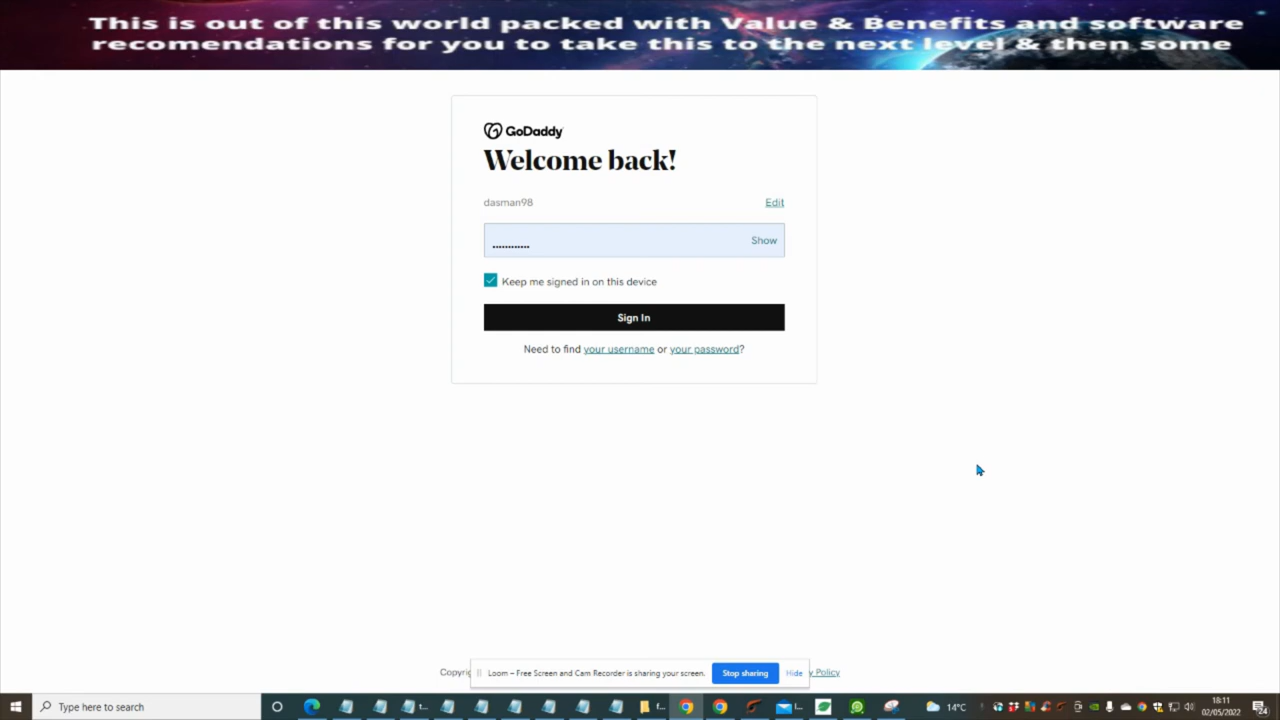 This is out of this world packed with Value & Benefits and software
recomendations for you to take this to the next level & then some
GoDaddy
Welcome back!
dasman98
Edit
............
Show
Keep me signed in on this device
Sign In
Need to find your username or your password?
Loom – Free Screen and Cam Recorder is sharing your screen.
Stop sharing
Hide
Policy
Type here to search
14°C
18:11
02/05/2022
24